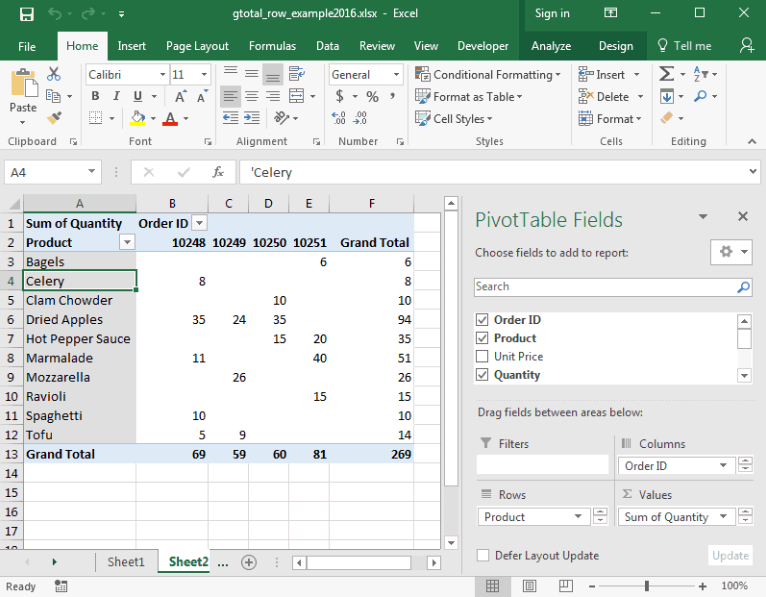 gtotal_row_example2016.xlsx - Excel
Sign in
File Home Insert Page Layout Formulas Data Review View Developer Analyze Design Tell me
Paste
Calibri 11
B I U A A
A
General
$ % ,
Conditional Formatting
Format as Table
Cell Styles
Insert
Delete
Format
Clipboard Font Alignment Number Styles Cells Editing
A4 fx 'Celery
A B C D E F
1 Sum of Quantity Order ID
2 Product 10248 10249 10250 10251 Grand Total
3 Bagels 6 6
4 Celery 8 8
5 Clam Chowder 10 10
6 Dried Apples 35 24 35 94
7 Hot Pepper Sauce 15 20 35
8 Marmalade 11 40 51
9 Mozzarella 26 26
10 Ravioli 15 15
11 Spaghetti 10 10
12 Tofu 5 9 14
13 Grand Total 69 59 60 81 269
14
15
16
17
Sheet1 Sheet2 ...
PivotTable Fields
Choose fields to add to report:
Search
Order ID
Product
Unit Price
Quantity
Drag fields between areas below:
Filters Columns
Order ID
Rows Σ Values
Product Sum of Quantity
Defer Layout Update Update
Ready 100%